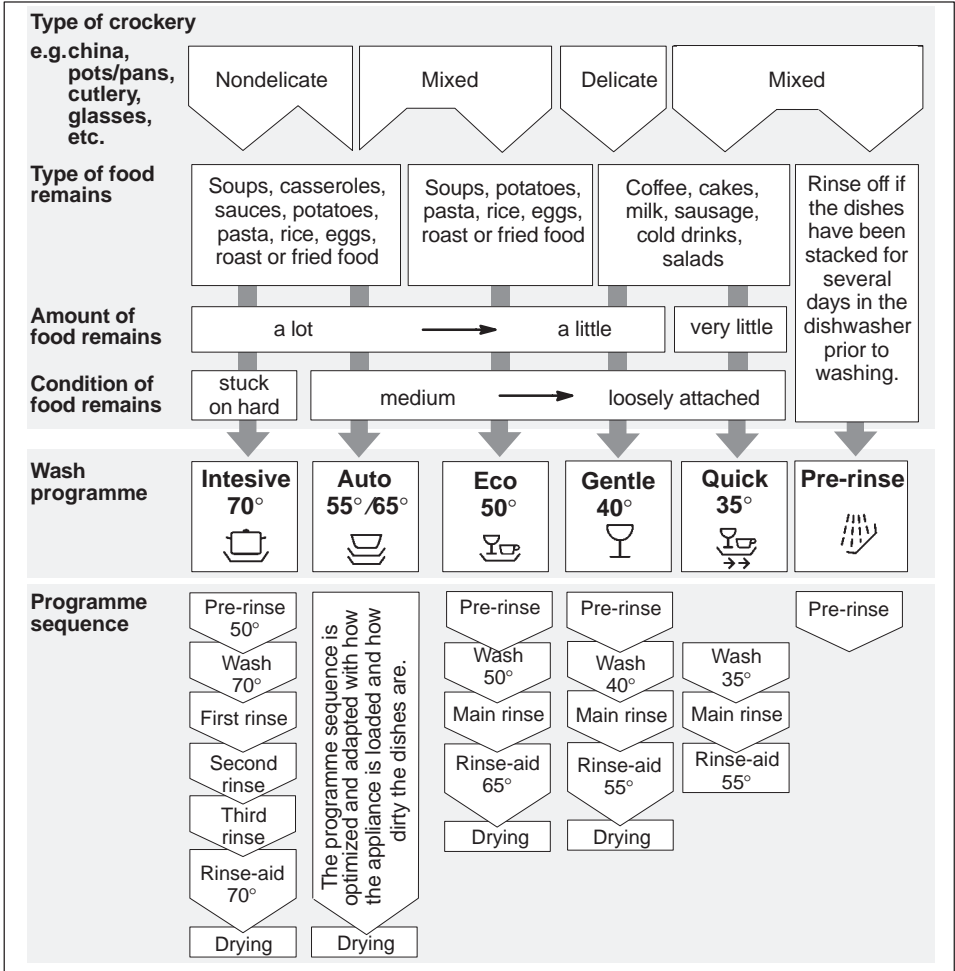 Type of crockery
e.g.china,
pots/pans,
cutlery,
glasses,
etc.
Nondelicate
Mixed
Delicate
Mixed
Type of food
remains
Soups, casseroles,
sauces, potatoes,
pasta, rice, eggs,
roast or fried food
Soups, potatoes,
pasta, rice, eggs,
roast or fried food
Coffee, cakes,
milk, sausage,
cold drinks,
salads
Rinse off if
the dishes
have been
stacked for
several
days in the
dishwasher
prior to
washing.
Amount of
food remains
a lot → a little
very little
Condition of
food remains
stuck
on hard
medium → loosely attached
Wash
programme
Intesive
70°
Auto
55°/65°
Eco
50°
Gentle
40°
Quick
35°
Pre-rinse
Programme
sequence
Pre-rinse
50°
Wash
70°
First rinse
Second
rinse
Third
rinse
Rinse-aid
70°
Drying
The programme sequence is
optimized and adapted with how
the appliance is loaded and how
dirty the dishes are.
Drying
Pre-rinse
Wash
50°
Main rinse
Rinse-aid
65°
Drying
Pre-rinse
Wash
40°
Main rinse
Rinse-aid
55°
Drying
Wash
35°
Main rinse
Rinse-aid
55°
Pre-rinse